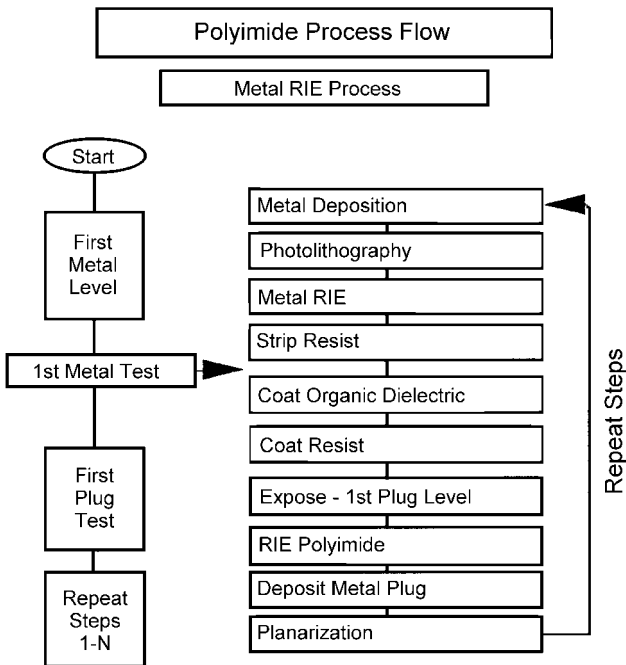 Polyimide Process Flow
Metal RIE Process
Start
First
Metal
Level
1st Metal Test
First
Plug
Test
Repeat
Steps
1-N
Metal Deposition
Photolithography
Metal RIE
Strip Resist
Coat Organic Dielectric
Coat Resist
Expose - 1st Plug Level
RIE Polyimide
Deposit Metal Plug
Planarization
Repeat Steps